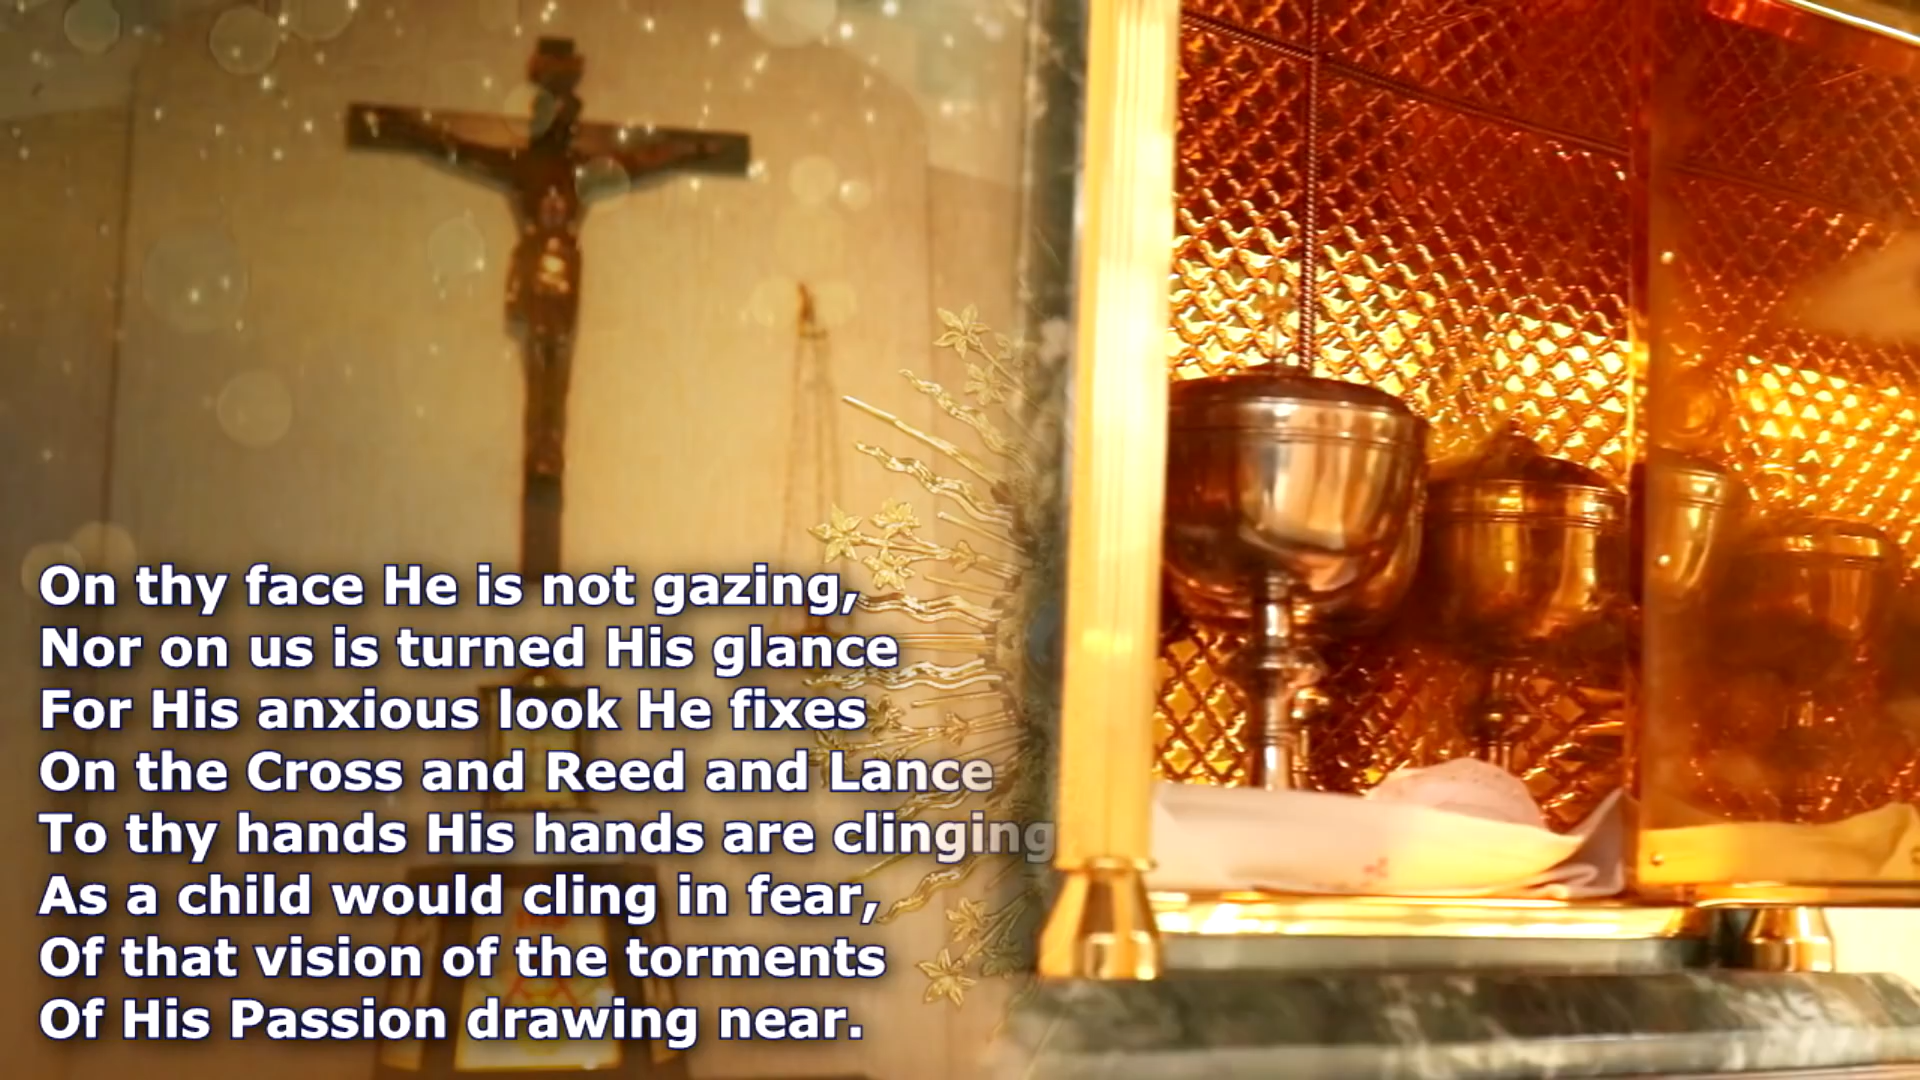 On thy face He is not gazing,
Nor on us is turned His glance
For His anxious look He fixes
On the Cross and Reed and Lance
To thy hands His hands are clinging
As a child would cling in fear,
Of that vision of the torments
Of His Passion drawing near.